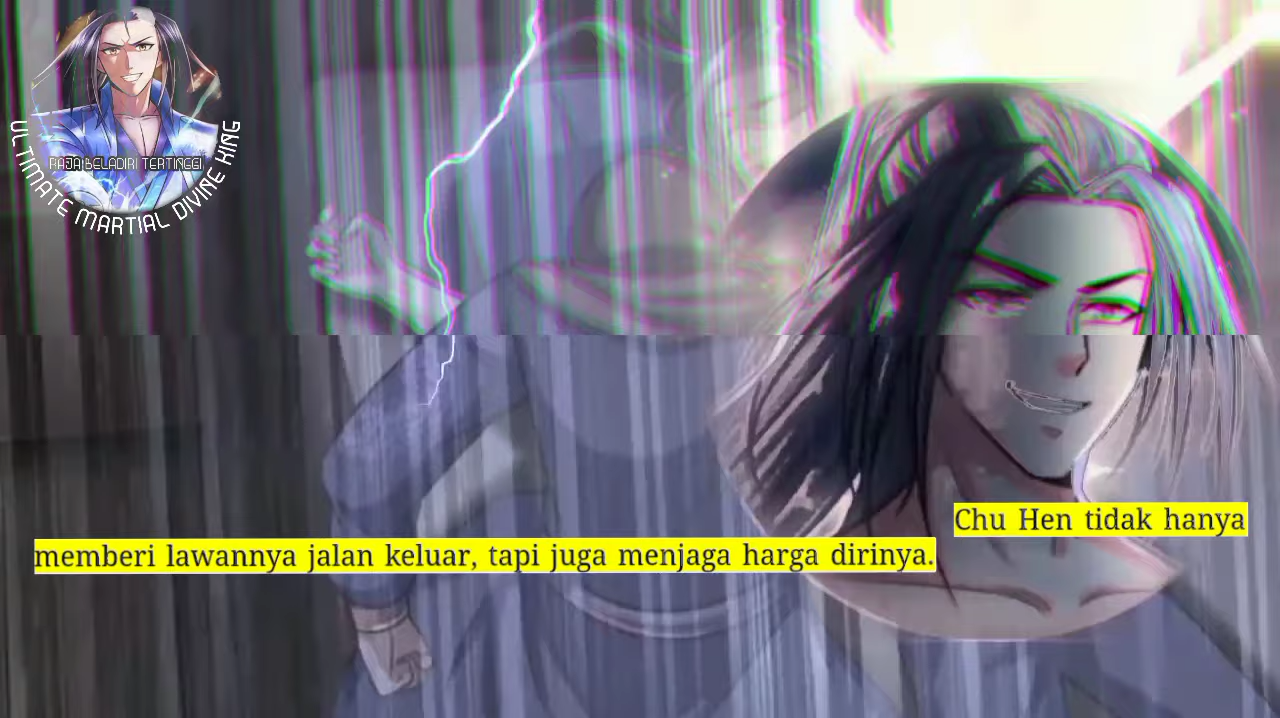 RAJA BELADIRI TERTINGGI
ULTIMATE MARTIAL DIVINE KING
Chu Hen tidak hanya
memberi lawannya jalan keluar, tapi juga menjaga harga dirinya.